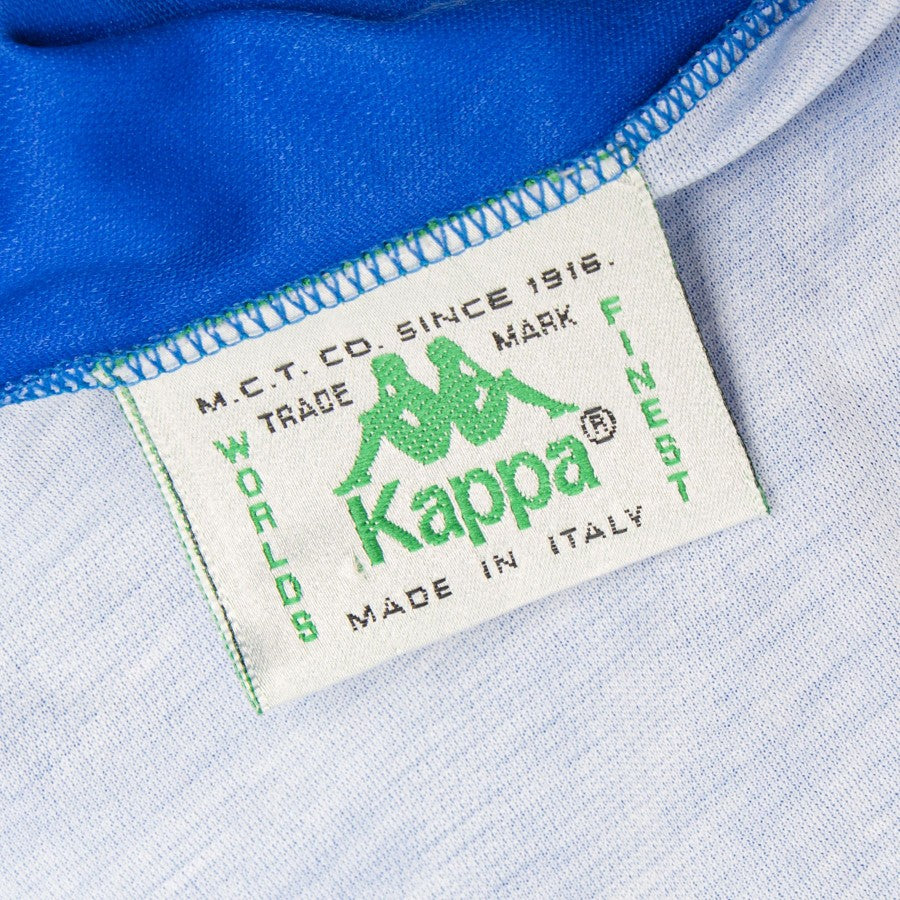 M.C.T. CO. SINCE 1916.
TRADE MARK
WORLDS
FINEST
Kappa®
MADE IN ITALY